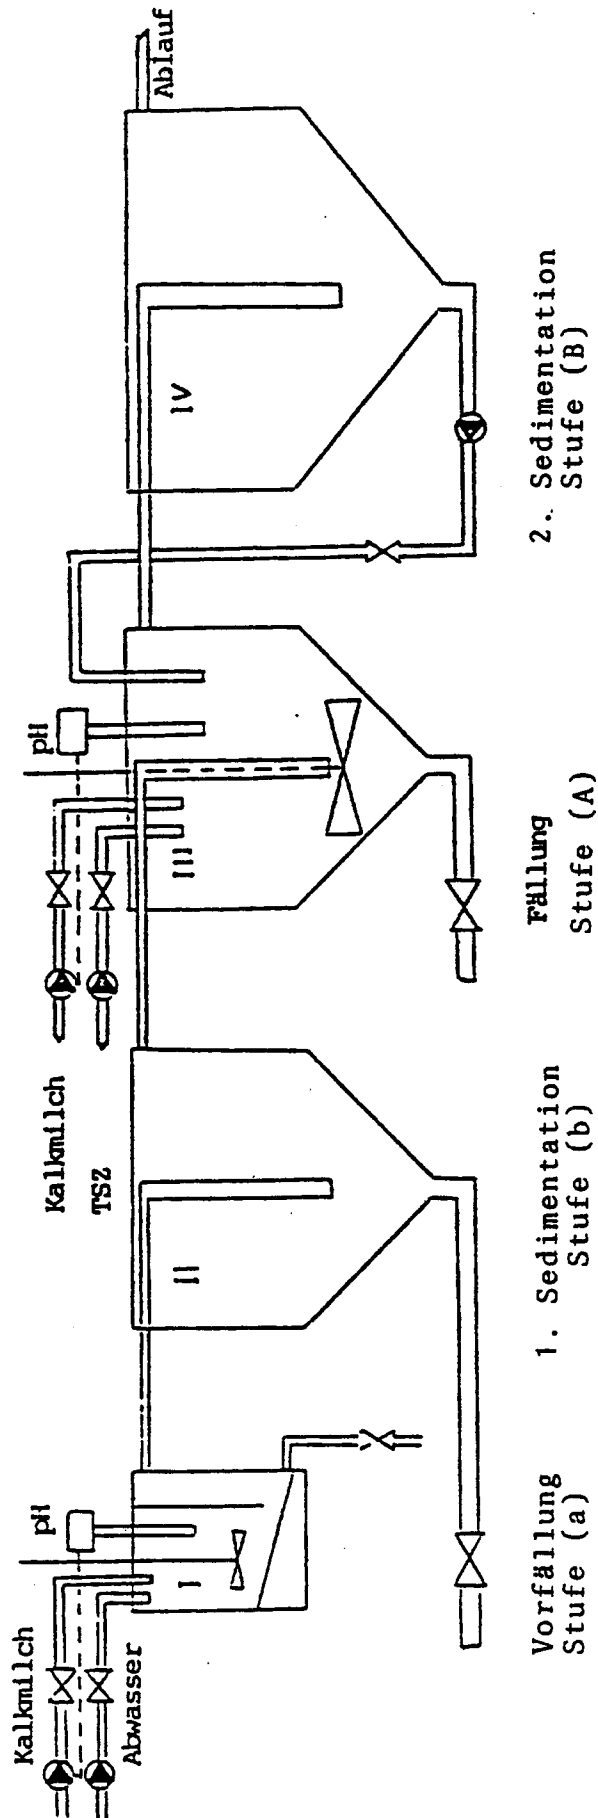 Kalkmilch
Abwasser
pH
I
II
Kalkmilch
TSZ
pH
III
IV
Ablauf
Vorfällung
Stufe (a)
1. Sedimentation
Stufe (b)
Fällung
Stufe (A)
2. Sedimentation
Stufe (B)